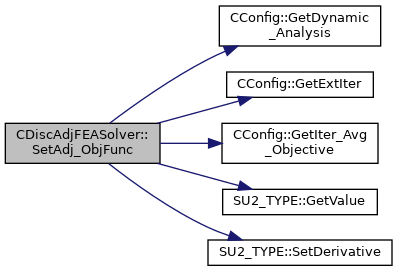 CConfig::GetDynamic
_Analysis
CConfig::GetExtIter
CDiscAdjFEASolver::
SetAdj_ObjFunc
CConfig::GetIter_Avg
_Objective
SU2_TYPE::GetValue
SU2_TYPE::SetDerivative